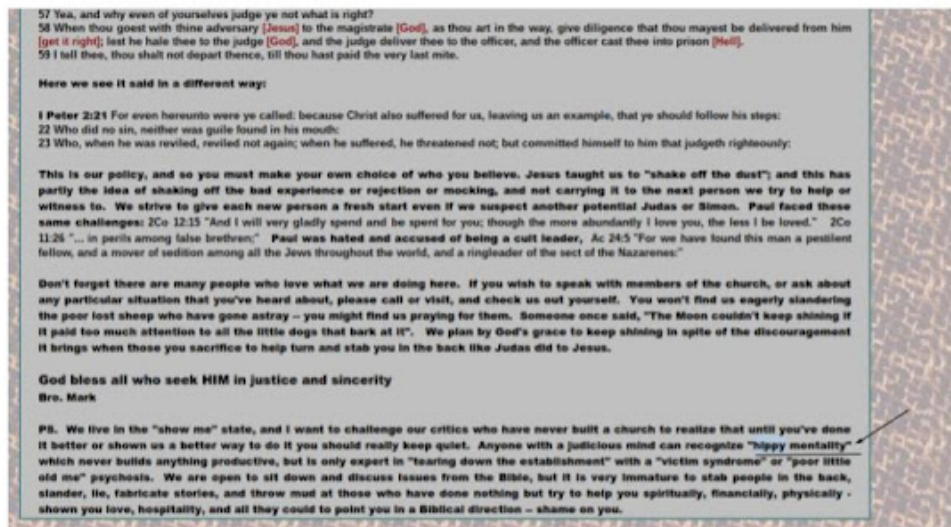 57 Yea, and why even of yourselves judge ye not what is right?
58 When thou goest with thine adversary [Jesus] to the magistrate [God], as thou art in the way, give diligence that thou mayest be delivered from him
[get it right]; lest he hale thee to the judge [God], and the judge deliver thee to the officer, and the officer cast thee into prison [Hell].
59 I tell thee, thou shalt not depart thence, till thou hast paid the very last mite.
Here we see it said in a different way:
I Peter 2:21 For even hereunto were ye called: because Christ also suffered for us, leaving us an example, that ye should follow his steps:
22 Who did no sin, neither was guile found in his mouth:
23 Who, when he was reviled, reviled not again; when he suffered, he threatened not; but committed himself to him that judgeth righteously:
This is our policy, and so you must make your own choice of who you believe. Jesus taught us to "shake off the dust"; and this has
partly the idea of shaking off the bad experience or rejection or mocking, and not carrying it to the next person we try to help or
witness to. We strive to give each new person a fresh start even if we suspect another potential Judas or Simon. Paul faced these
same challenges: 2Co 12:15 "And I will very gladly spend and be spent for you; though the more abundantly I love you, the less I be loved." 2Co
11:26 "... in perils among false brethren;" Paul was hated and accused of being a cult leader, Ac 24:5 "For we have found this man a pestilent
fellow, and a mover of sedition among all the Jews throughout the world, and a ringleader of the sect of the Nazarenes:"
Don't forget there are many people who love what we are doing here. If you wish to speak with members of the church, or ask about
any particular situation that you've heard about, please call or visit, and check us out yourself. You won't find us eagerly slandering
the poor lost sheep who have gone astray -- you might find us praying for them. Someone once said, "The Moon couldn't keep shining if
it paid too much attention to all the little dogs that bark at it". We plan by God's grace to keep shining in spite of the discouragement
it brings when those you sacrifice to help turn and stab you in the back like Judas did to Jesus.
God bless all who seek HIM in justice and sincerity
Bro. Mark
PS. We live in the "show me" state, and I want to challenge our critics who have never built a church to realize that until you've done
it better or shown us a better way to do it you should really keep quiet. Anyone with a judicious mind can recognize "hippy mentality"
which never builds anything productive, but is only expert in "tearing down the establishment" with a "victim syndrome" or "poor little
old me" psychosis. We are open to sit down and discuss issues from the Bible, but it is very immature to stab people in the back,
slander, lie, fabricate stories, and throw mud at those who have done nothing but try to help you spiritually, financially, physically -
shown you love, hospitality, and all they could to point you in a Biblical direction -- shame on you.